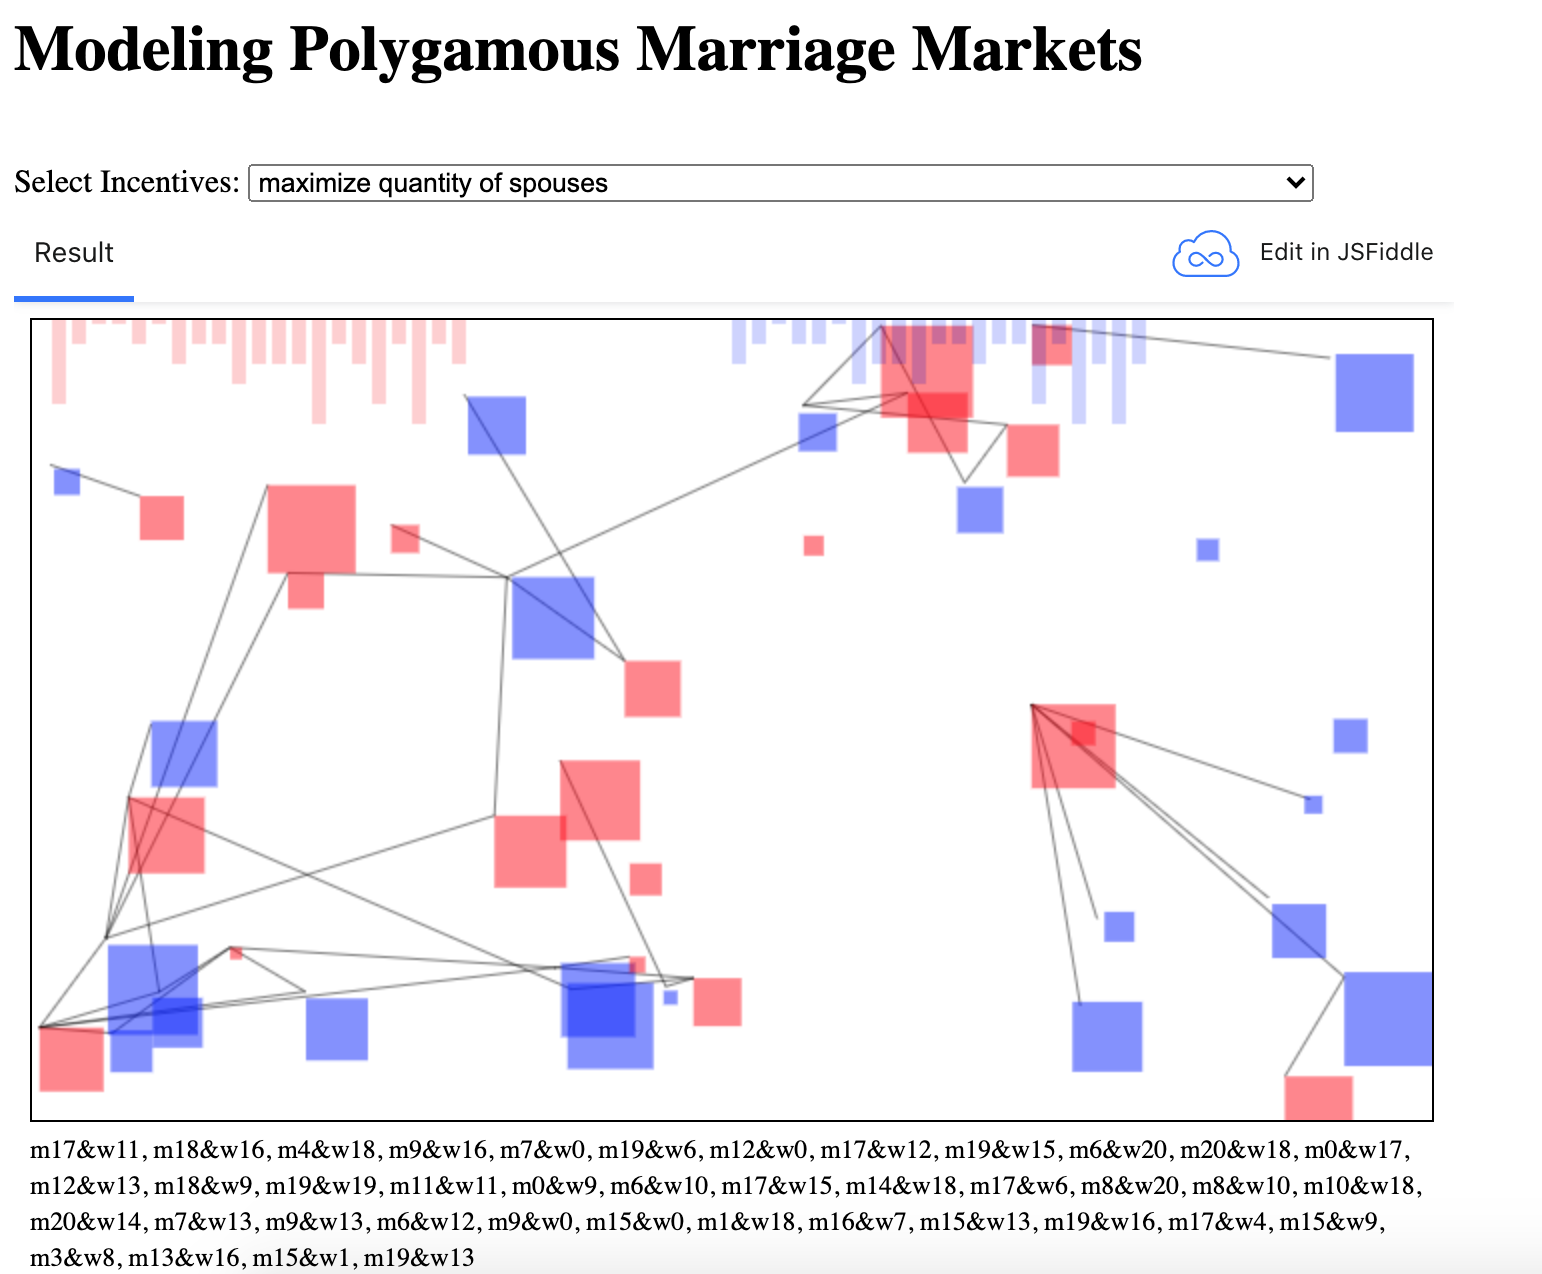 Modeling Polygamous Marriage Markets
Select Incentives: maximize quantity of spouses
Result
Edit in JSFiddle
m17&w11, m18&w16, m4&w18, m9&w16, m7&w0, m19&w6, m12&w0, m17&w12, m19&w15, m6&w20, m20&w18, m0&w17,
m12&w13, m18&w9, m19&w19, m11&w11, m0&w9, m6&w10, m17&w15, m14&w18, m17&w6, m8&w20, m8&w10, m10&w18,
m20&w14, m7&w13, m9&w13, m6&w12, m9&w0, m15&w0, m1&w18, m16&w7, m15&w13, m19&w16, m17&w4, m15&w9,
m3&w8, m13&w16, m15&w1, m19&w13